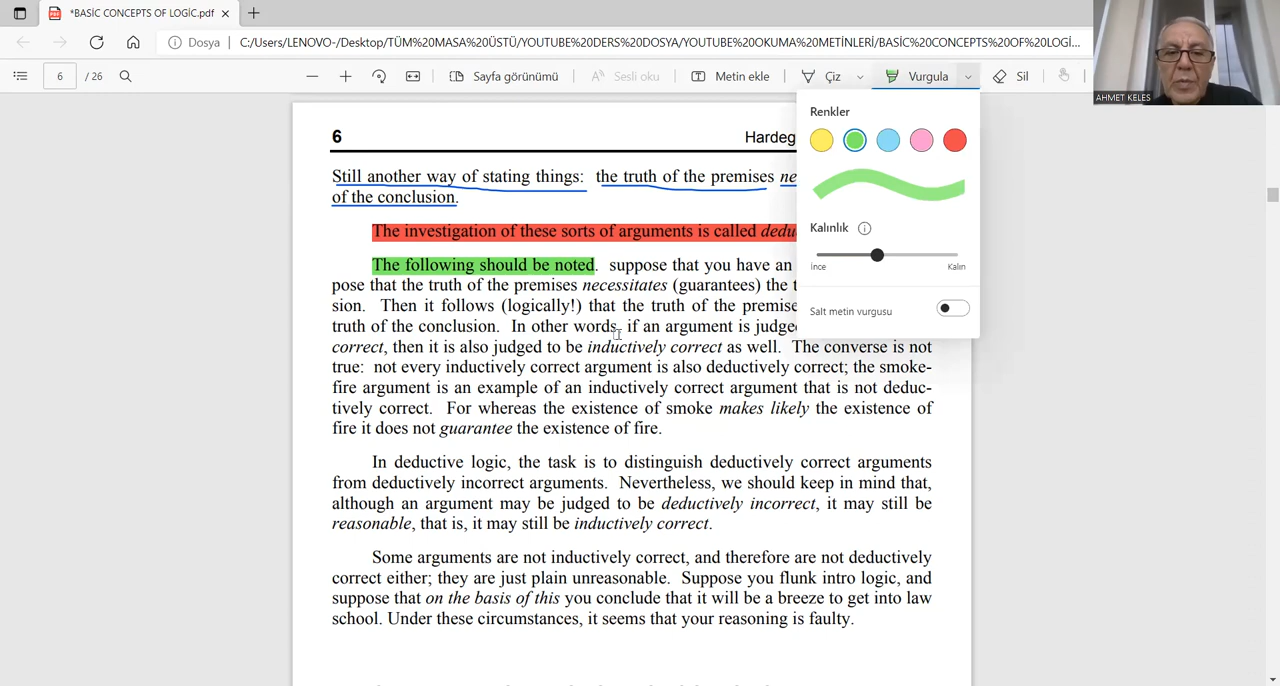 *BASİC CONCEPTS OF LOGİC.pdf
Dosya
C:/Users/LENOVO-/Desktop/TÜM%20MASA%20ÜSTÜ/YOUTUBE%20DERS%20DOSYA/YOUTUBE%20OKUMA%20METİNLERİ/BASİC%20CONCEPTS%20OF%20LOGİ...
6 / 26
Sayfa görünümü
Sesli oku
Metin ekle
Çiz
Vurgula
Sil
AHMET KELES
Renkler
Kalınlık
İnce
Kalın
Salt metin vurgusu
6
Hardeg
Still another way of stating things: the truth of the premises ne
of the conclusion.
The investigation of these sorts of arguments is called dedu
The following should be noted. suppose that you have an
pose that the truth of the premises necessitates (guarantees) the t
sion. Then it follows (logically!) that the truth of the premise
truth of the conclusion. In other words, if an argument is judge
correct, then it is also judged to be inductively correct as well. The converse is not
true: not every inductively correct argument is also deductively correct; the smoke-
fire argument is an example of an inductively correct argument that is not deduc-
tively correct. For whereas the existence of smoke makes likely the existence of
fire it does not guarantee the existence of fire.
In deductive logic, the task is to distinguish deductively correct arguments
from deductively incorrect arguments. Nevertheless, we should keep in mind that,
although an argument may be judged to be deductively incorrect, it may still be
reasonable, that is, it may still be inductively correct.
Some arguments are not inductively correct, and therefore are not deductively
correct either; they are just plain unreasonable. Suppose you flunk intro logic, and
suppose that on the basis of this you conclude that it will be a breeze to get into law
school. Under these circumstances, it seems that your reasoning is faulty.